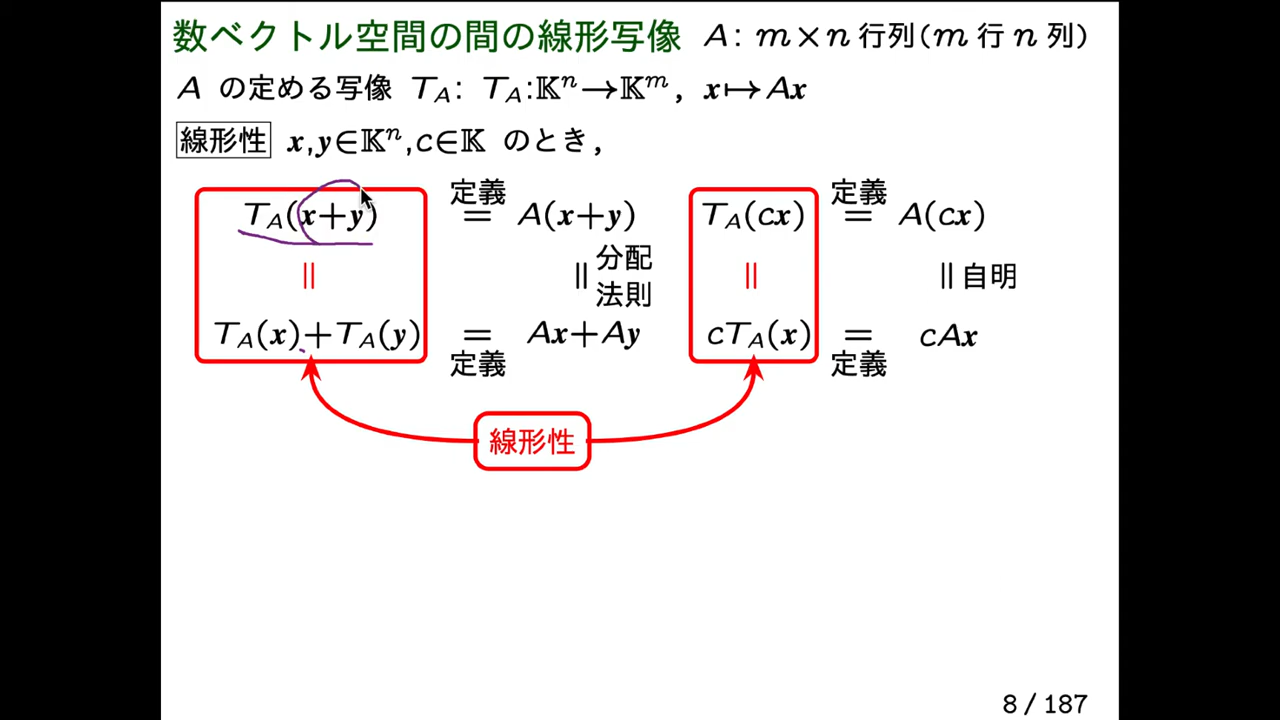 数ベクトル空間の間の線形写像 A: m×n 行列(m 行 n 列)
A の定める写像 T_A: T_A:𝕂ⁿ→𝕂ᵐ, x↦Ax
線形性 x,y∈𝕂ⁿ,c∈𝕂 のとき,
T_A(x+y) 定義 = A(x+y) T_A(cx) 定義 = A(cx)
|| || 分配法則 || || 自明
T_A(x)+T_A(y) = 定義 Ax+Ay cT_A(x) = 定義 cAx
線形性
8 / 187